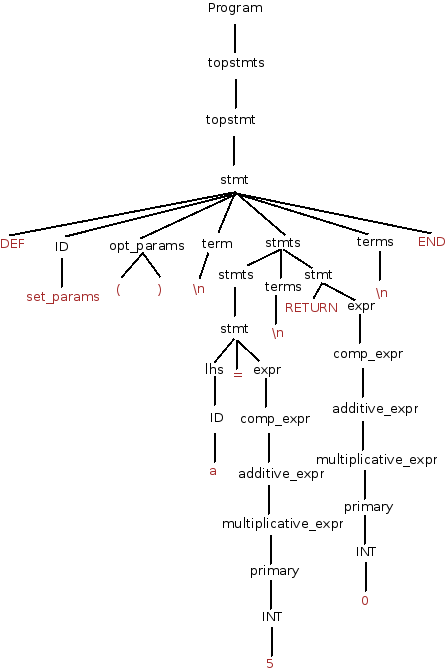 Program
topstmts
topstmt
stmt
DEF ID opt_params term stmts terms END
set_params ( ) \n stmts terms stmt \n
RETURN expr
stmt \n
comp_expr
lhs = expr
additive_expr
ID comp_expr
multiplicative_expr
a additive_expr
primary
multiplicative_expr
INT
primary
0
INT
5